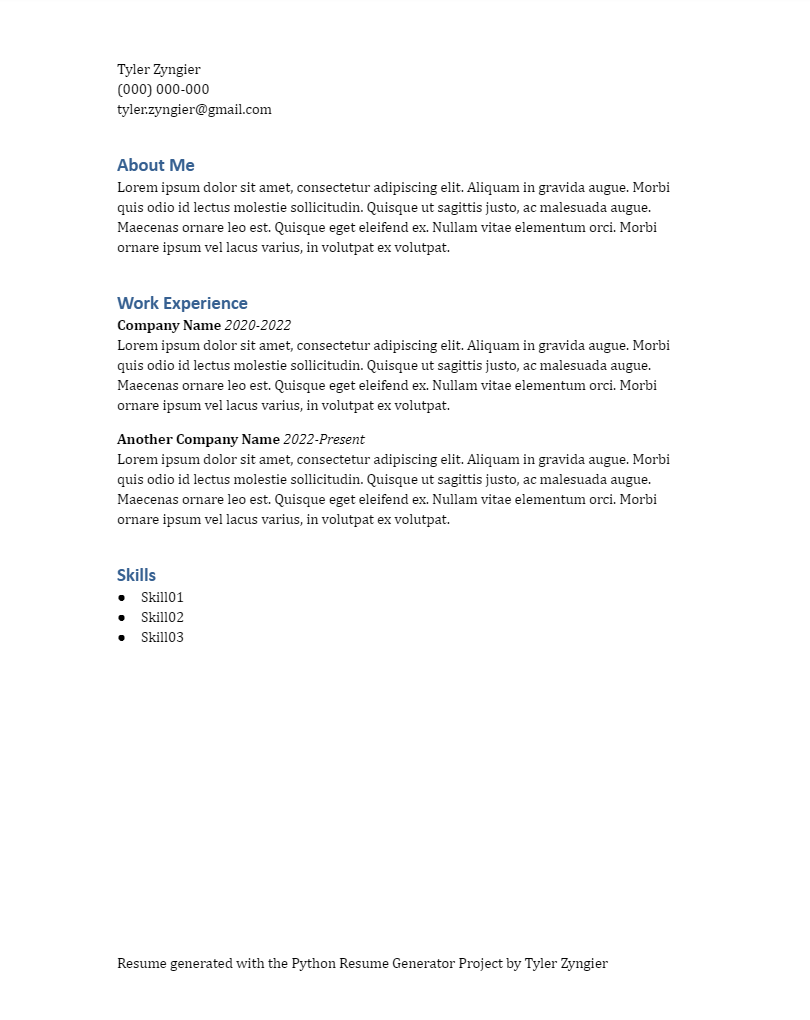 Tyler Zyngier
(000) 000-000
tyler.zyngier@gmail.com
About Me
Lorem ipsum dolor sit amet, consectetur adipiscing elit. Aliquam in gravida augue. Morbi
quis odio id lectus molestie sollicitudin. Quisque ut sagittis justo, ac malesuada augue.
Maecenas ornare leo est. Quisque eget eleifend ex. Nullam vitae elementum orci. Morbi
ornare ipsum vel lacus varius, in volutpat ex volutpat.
Work Experience
Company Name 2020-2022
Lorem ipsum dolor sit amet, consectetur adipiscing elit. Aliquam in gravida augue. Morbi
quis odio id lectus molestie sollicitudin. Quisque ut sagittis justo, ac malesuada augue.
Maecenas ornare leo est. Quisque eget eleifend ex. Nullam vitae elementum orci. Morbi
ornare ipsum vel lacus varius, in volutpat ex volutpat.
Another Company Name 2022-Present
Lorem ipsum dolor sit amet, consectetur adipiscing elit. Aliquam in gravida augue. Morbi
quis odio id lectus molestie sollicitudin. Quisque ut sagittis justo, ac malesuada augue.
Maecenas ornare leo est. Quisque eget eleifend ex. Nullam vitae elementum orci. Morbi
ornare ipsum vel lacus varius, in volutpat ex volutpat.
Skills
● Skill01
● Skill02
● Skill03
Resume generated with the Python Resume Generator Project by Tyler Zyngier